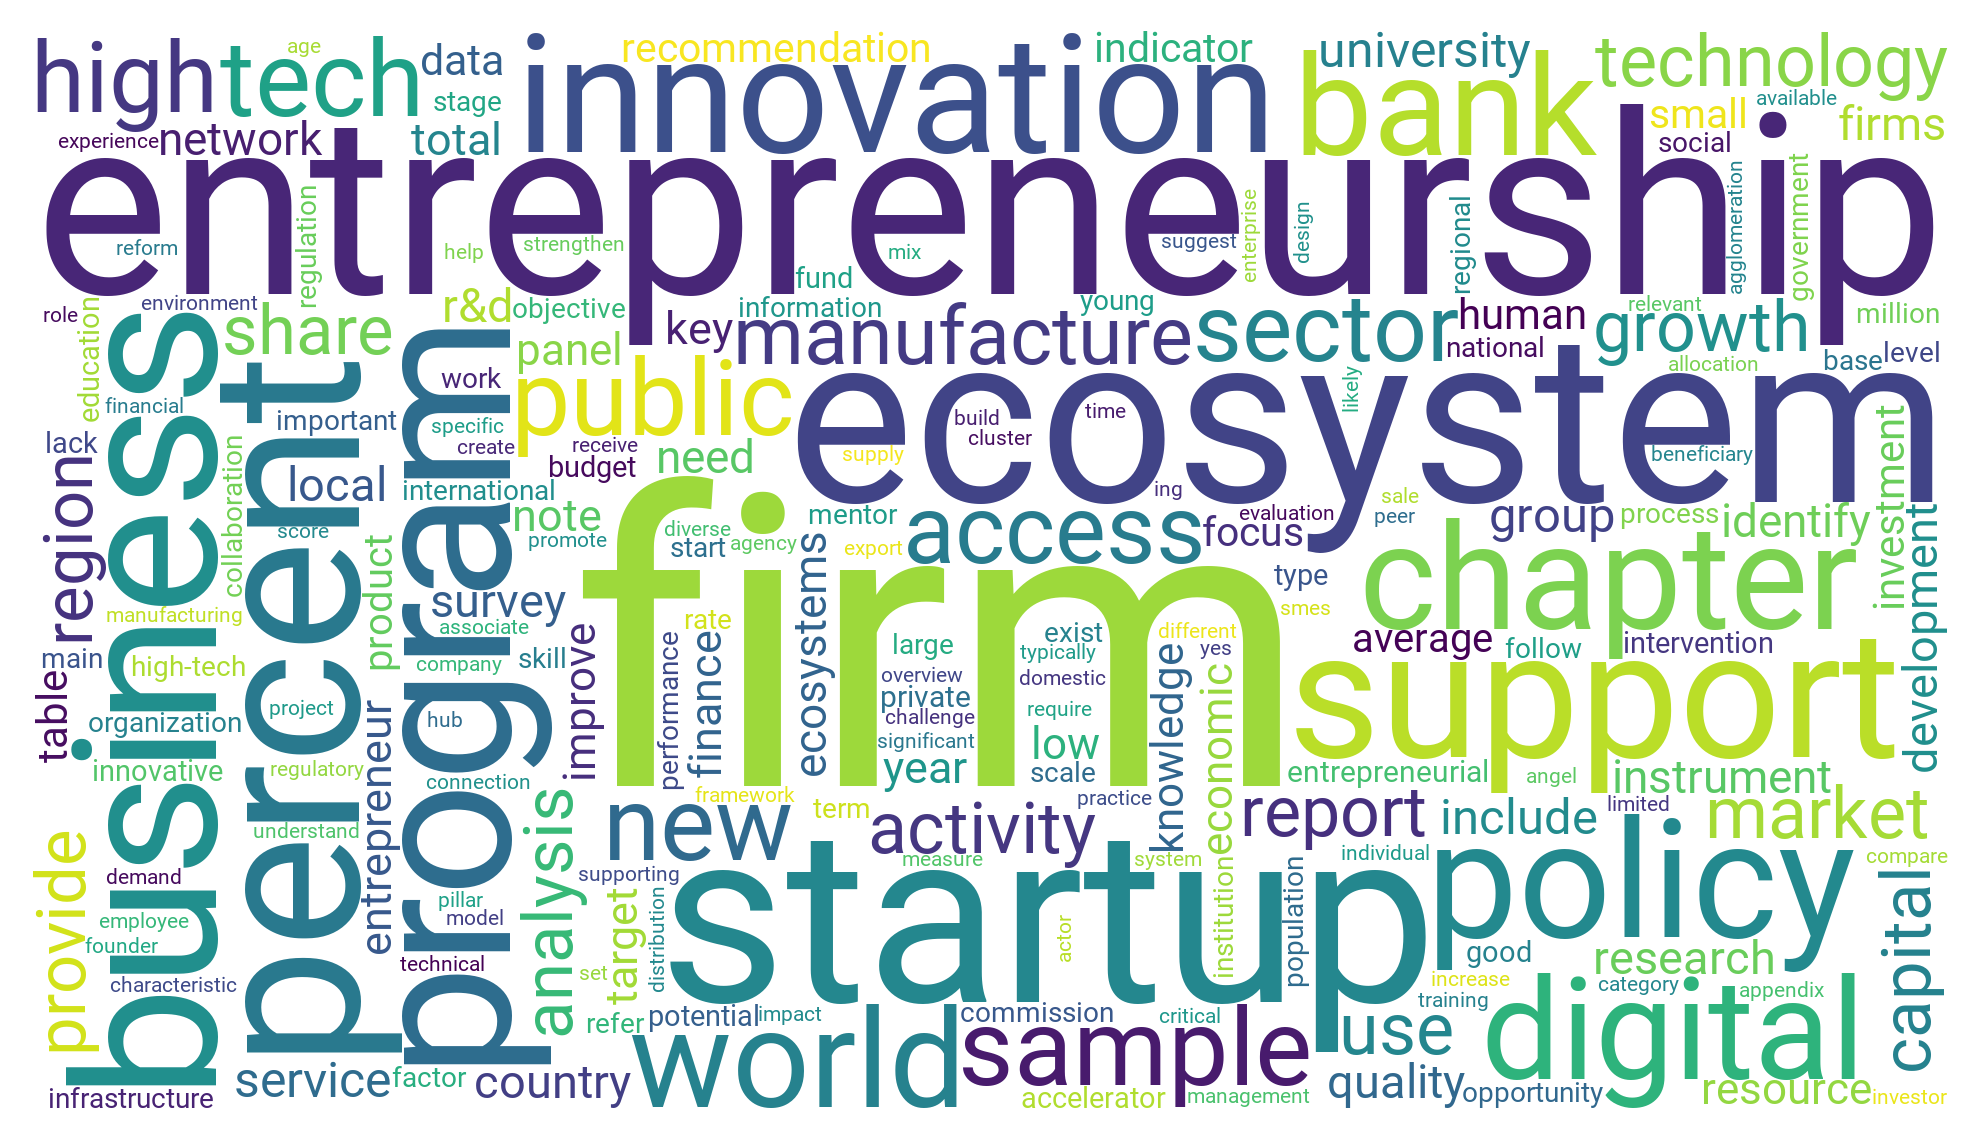 high
tech
age
data
stage
innovation
recommendation
indicator
university
bank
technology
available
small
firms
social
experience
network
total
entrepreneurship
reform
regulation
help
strengthen
mix
suggest
enterprise
design
regional
agglomeration
government
fund
role
environment
education
share
r&d
objective
information
key
manufacture
young
sector
human
national
growth
relevant
million
level
base
allocation
panel
public
work
business
financial
percent
important
program
specific
create
receive
budget
need
ecosystem
build
cluster
time
likely
supply
beneficiary
investment
lack
region
collaboration
local
score
international
note
promote
firm
diverse
start
agency
mentor
export
access
ing
sale
peer
evaluation
focus
group
process
identify
chapter
type
smes
development
manufacturing
product
survey
associate
company
skill
improve
rate
performance
finance
ecosystems
large
overview
private
challenge
significant
year
exist
typically
domestic
require
low
scale
different
yes
knowledge
economic
average
follow
intervention
support
main
table
high-tech
organization
project
hub
innovative
regulatory
connection
entrepreneur
framework
term
practice
entrepreneurial
angel
instrument
limited
market
report
include
policy
individual
compare
capital
new
activity
measure
system
institution
population
startup
actor
analysis
supporting
target
distribution
understand
provide
demand
employee
founder
characteristic
pillar
model
technical
set
refer
potential
impact
commission
critical
good
increase
training
research
category
appendix
digital
use
world
sample
infrastructure
service
factor
country
accelerator
management
quality
opportunity
resource
investor